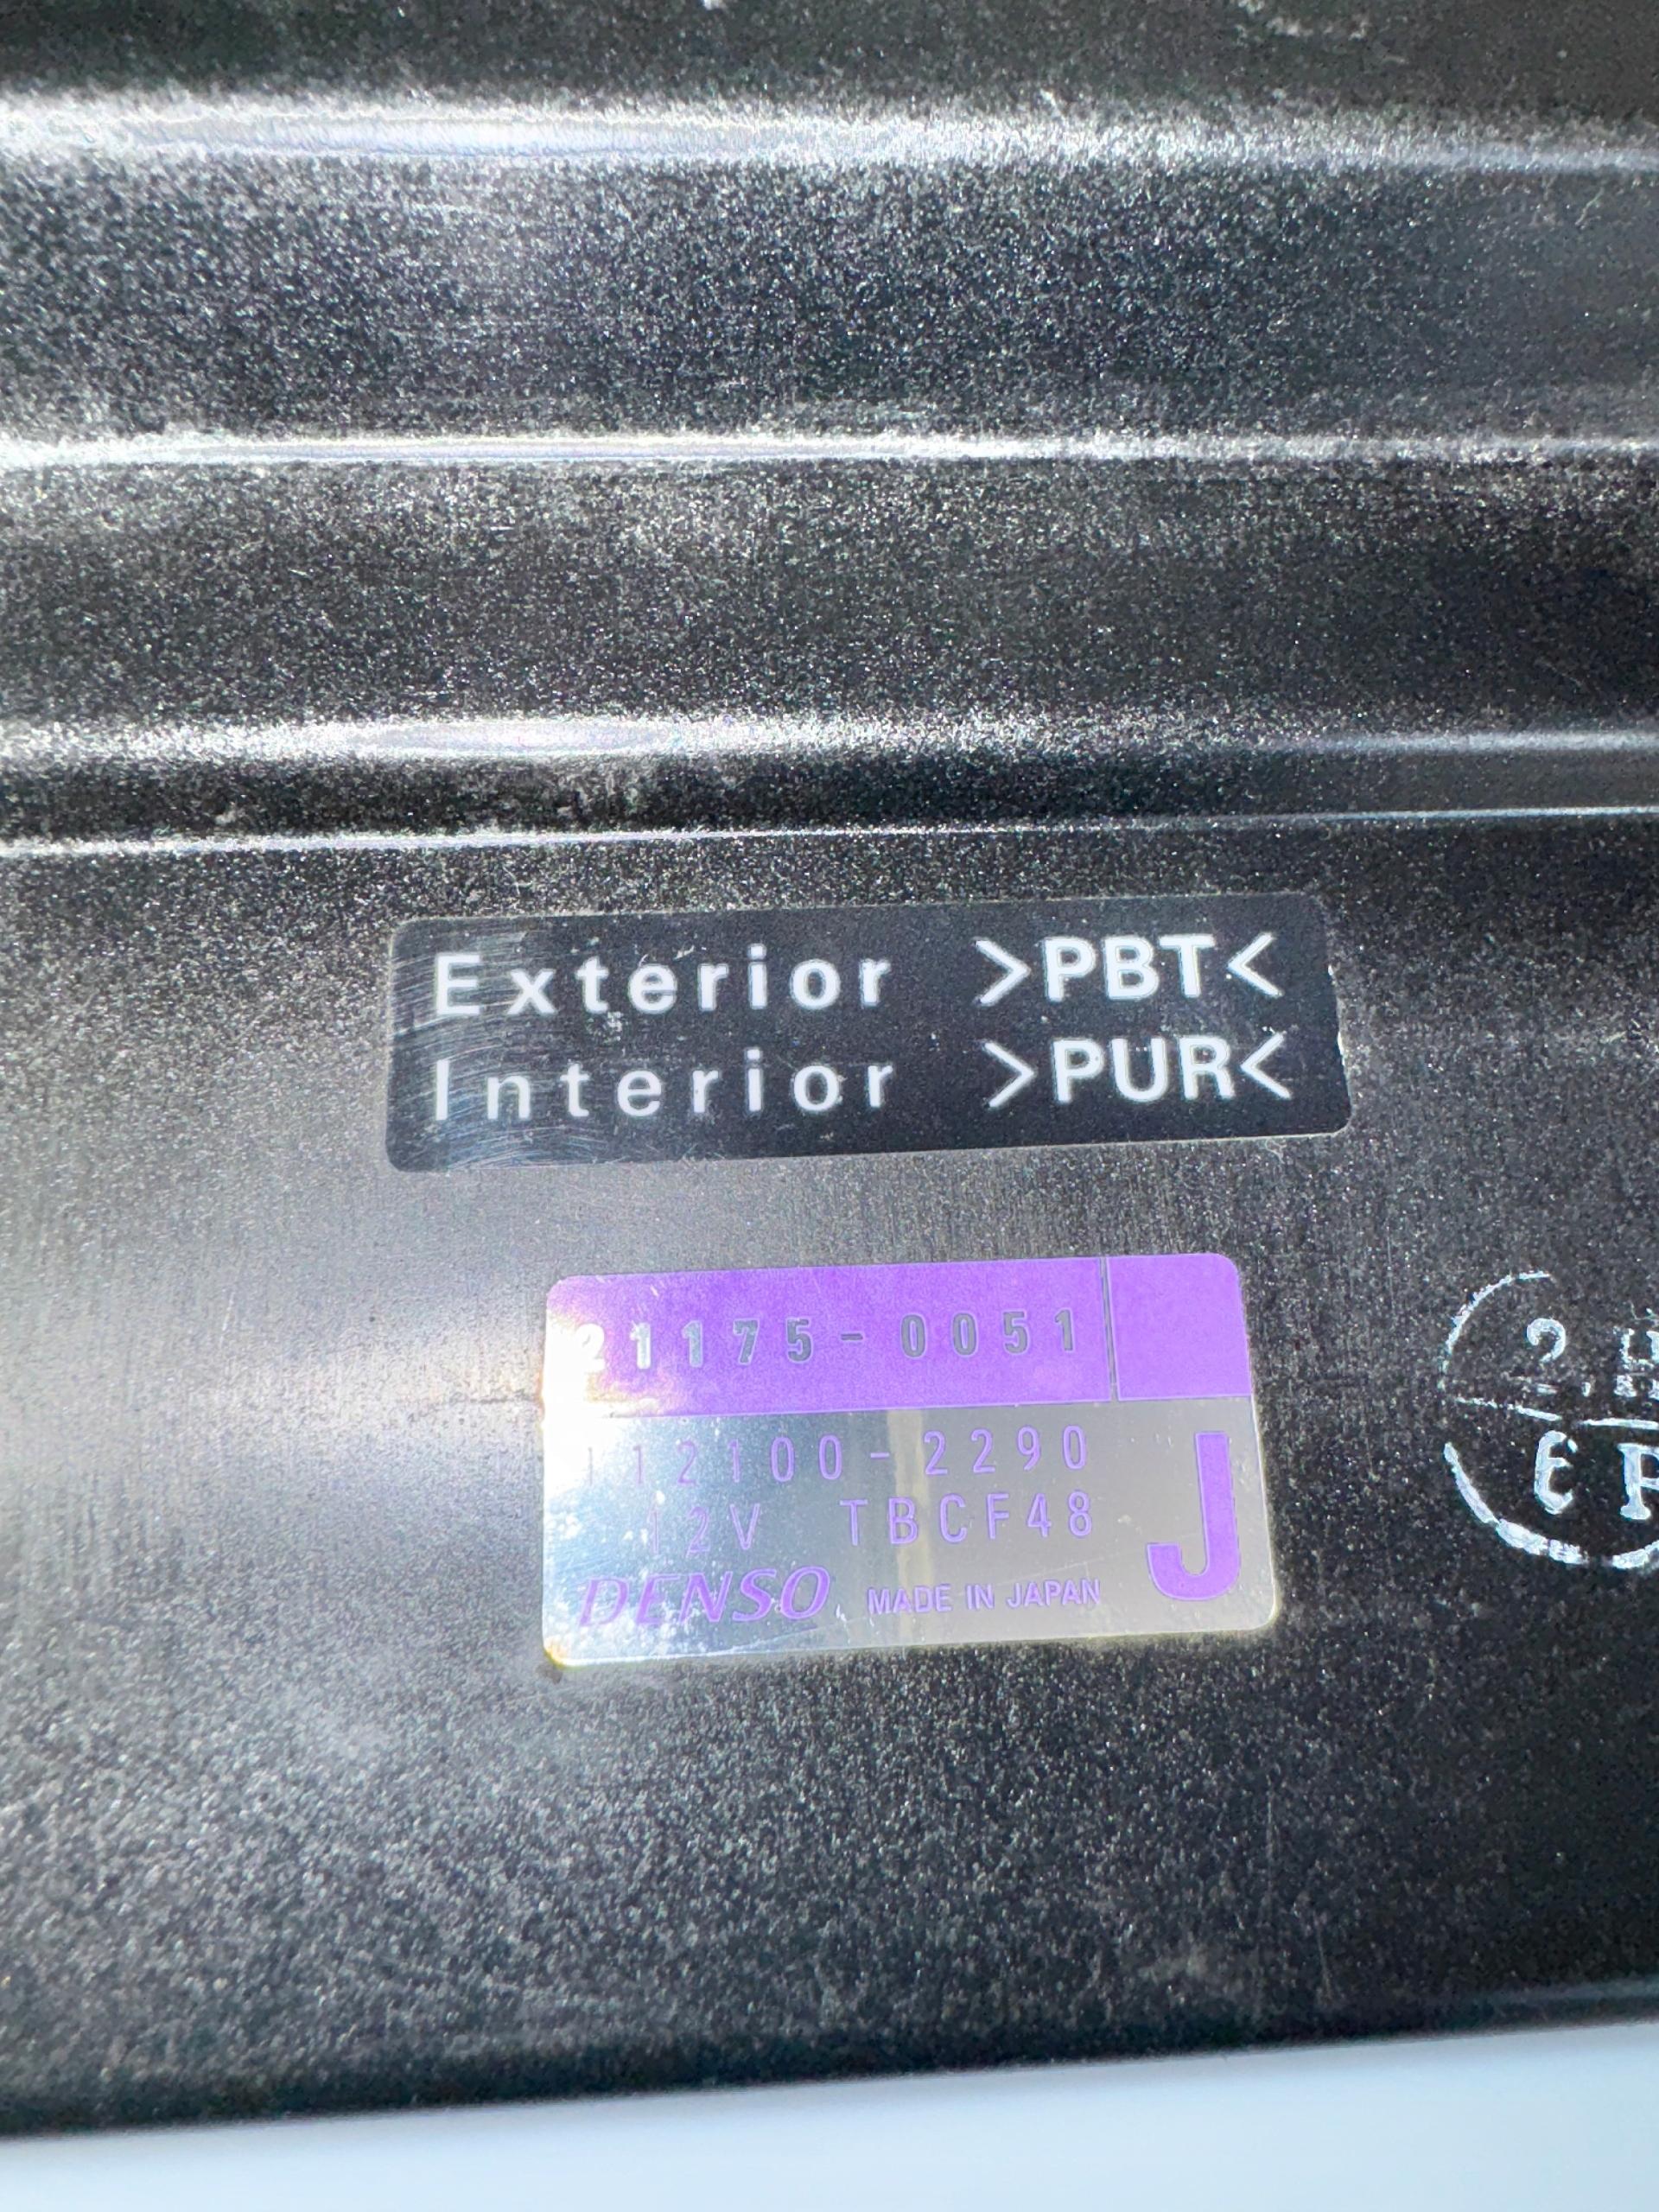 Exterior >PBT<
Interior >PUR<
21175-0051
112100-2290
12V TBCF48
J
DENSO MADE IN JAPAN